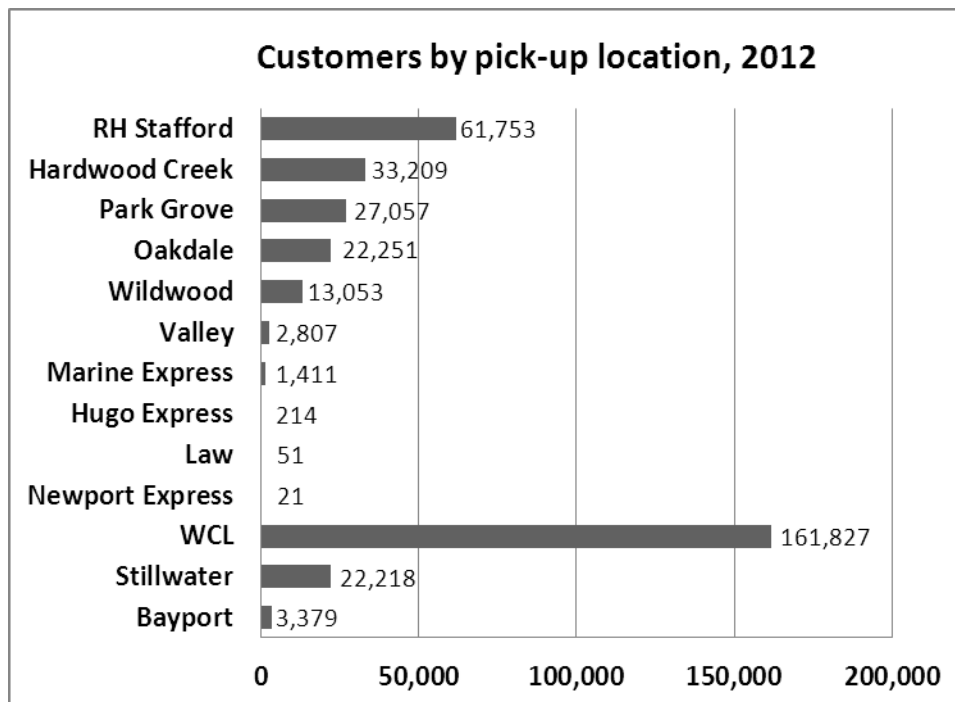 Customers by pick-up location, 2012
RH Stafford 61,753
Hardwood Creek 33,209
Park Grove 27,057
Oakdale 22,251
Wildwood 13,053
Valley 2,807
Marine Express 1,411
Hugo Express 214
Law 51
Newport Express 21
WCL 161,827
Stillwater 22,218
Bayport 3,379
0 50,000 100,000 150,000 200,000